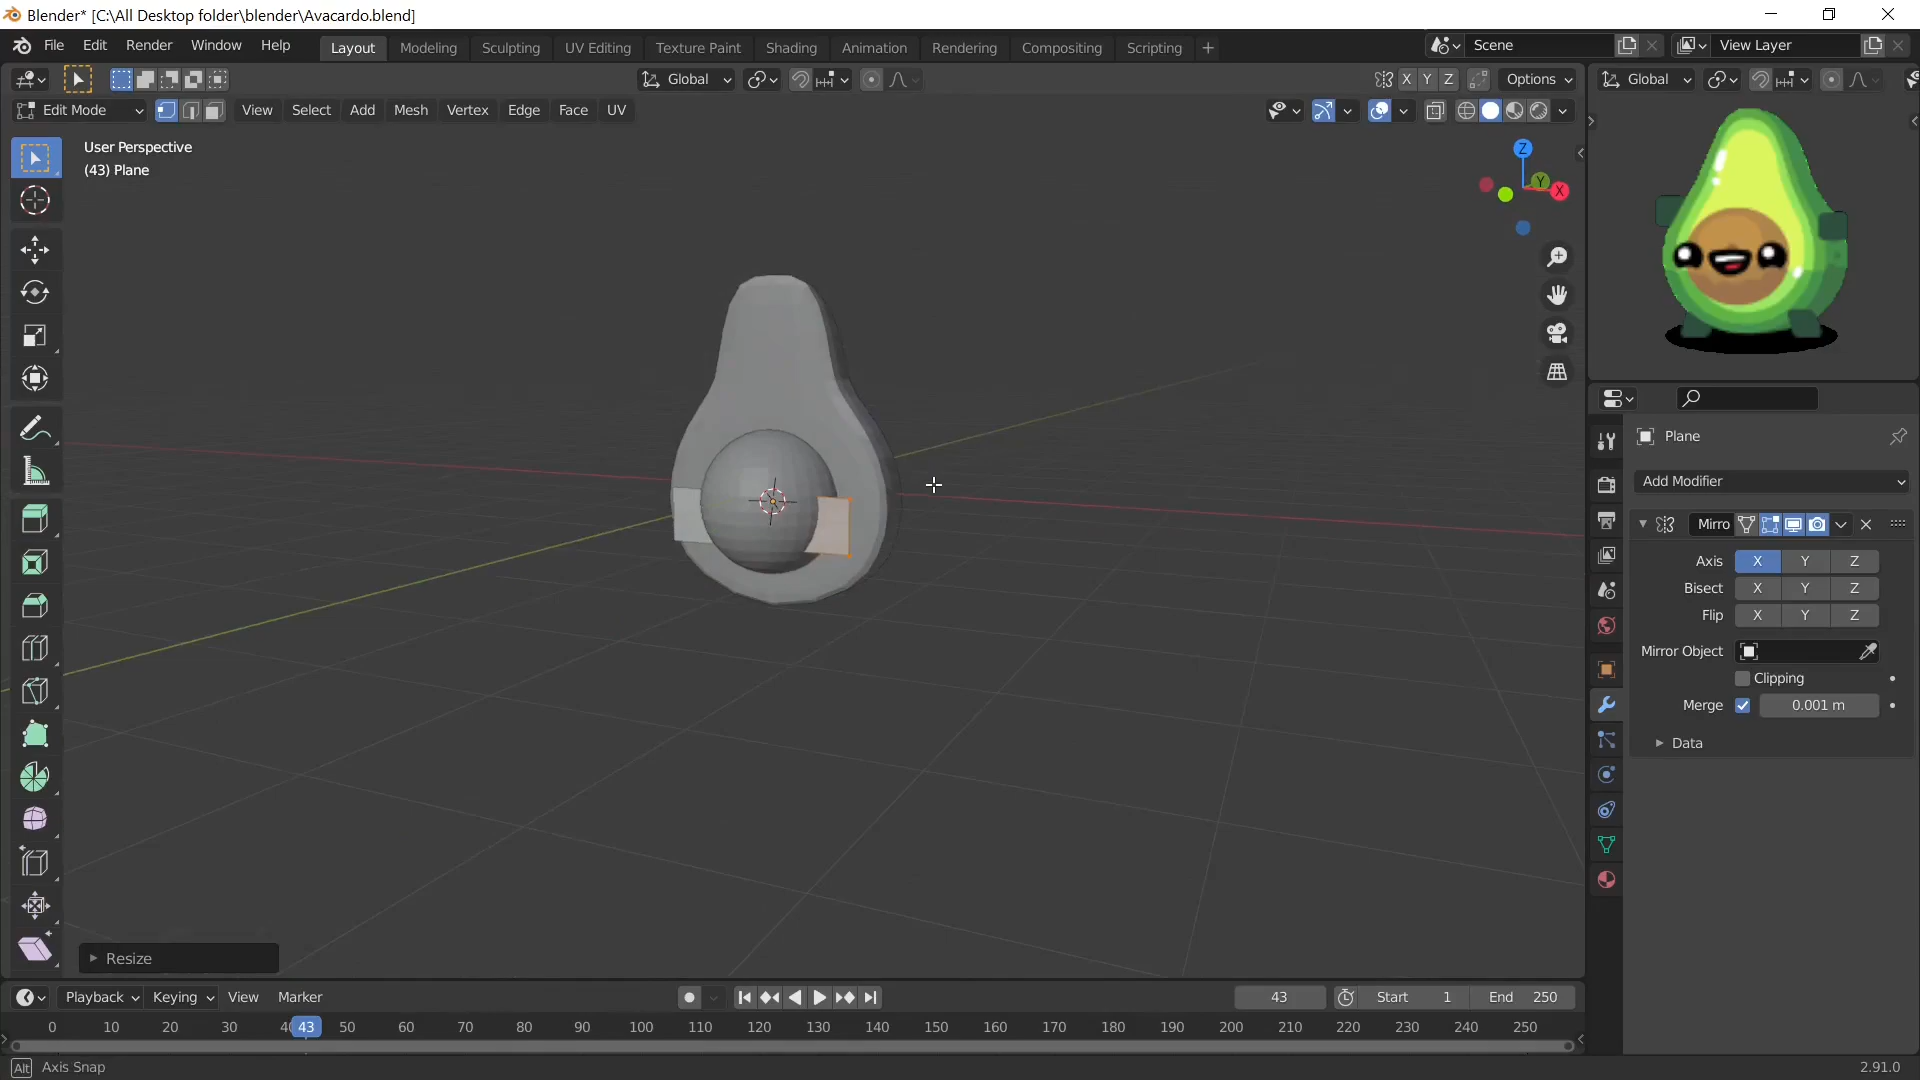 Blender* [C:\All Desktop folder\blender\Avacardo.blend]
File Edit Render Window Help Layout Modeling Sculpting UV Editing Texture Paint Shading Animation Rendering Compositing Scripting + Scene View Layer
Global X Y Z Options Global
Edit Mode View Select Add Mesh Vertex Edge Face UV
User Perspective
(43) Plane
Z
Y
X
Plane
Add Modifier
Mirro
Axis X Y Z
Bisect X Y Z
Flip X Y Z
Mirror Object
Clipping
Merge 0.001 m
Data
Resize
Playback Keying View Marker 43 Start 1 End 250
0 10 20 30 43 50 60 70 80 90 100 110 120 130 140 150 160 170 180 190 200 210 220 230 240 250
Alt Axis Snap 2.91.0